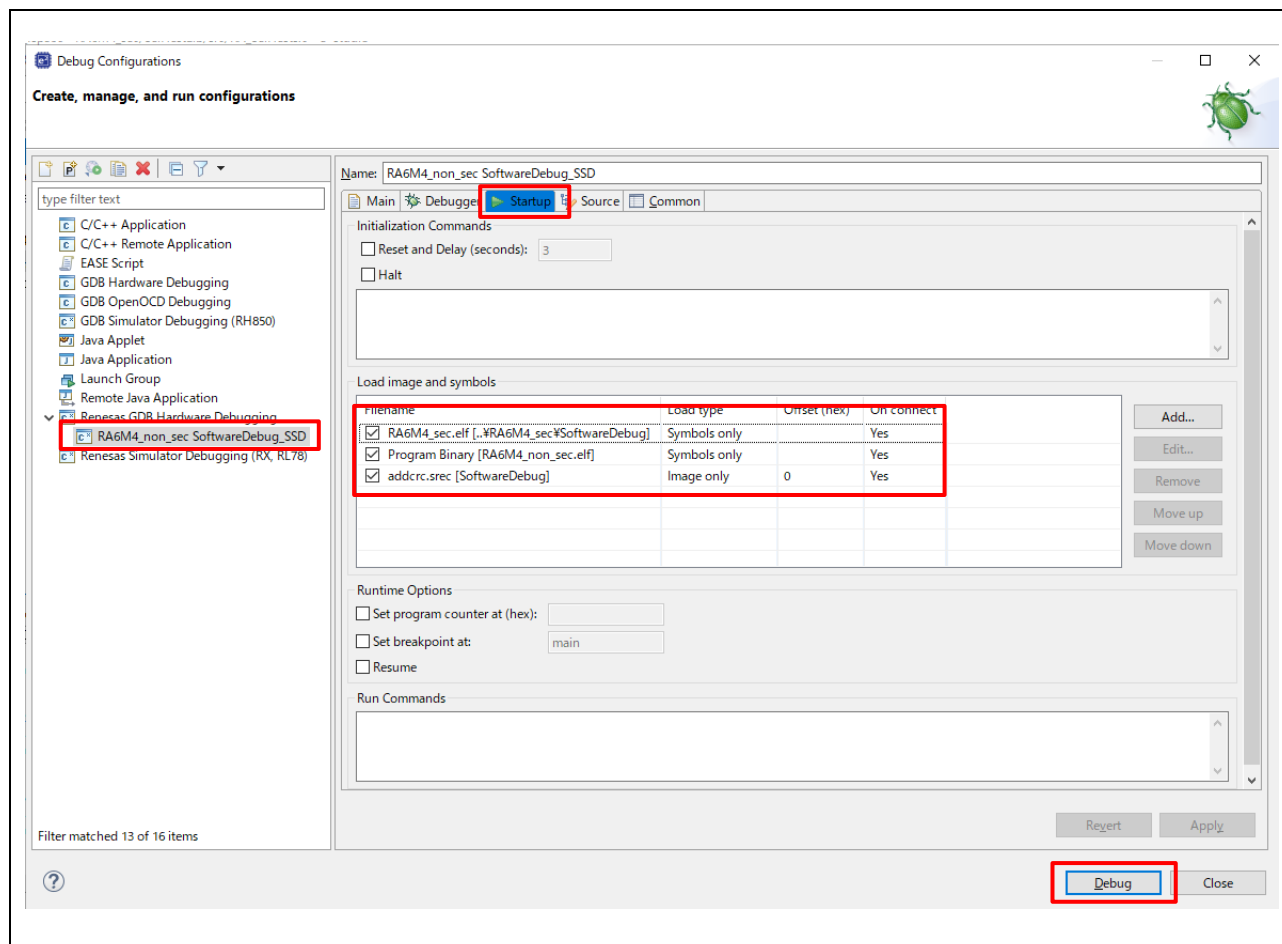 Debug Configurations
Create, manage, and run configurations
Name: RA6M4_non_sec SoftwareDebug_SSD
type filter text
Main Debugger Startup Source Common
C/C++ Application
C/C++ Remote Application
EASE Script
GDB Hardware Debugging
GDB OpenOCD Debugging
GDB Simulator Debugging (RH850)
Java Applet
Java Application
Launch Group
Remote Java Application
Renesas GDB Hardware Debugging
RA6M4_non_sec SoftwareDebug_SSD
Renesas Simulator Debugging (RX, RL78)
Filter matched 13 of 16 items
Initialization Commands
Reset and Delay (seconds): 3
Halt
Load image and symbols
Filename Load type Offset (hex) On connect
RA6M4_sec.elf [..¥RA6M4_sec¥SoftwareDebug] Symbols only Yes
Program Binary [RA6M4_non_sec.elf] Symbols only Yes
addcrc.srec [SoftwareDebug] Image only 0 Yes
Add...
Edit...
Remove
Move up
Move down
Runtime Options
Set program counter at (hex):
Set breakpoint at: main
Resume
Run Commands
Revert Apply
? Debug Close